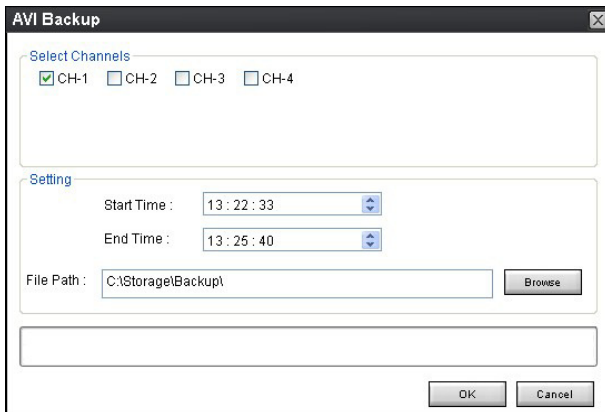 AVI Backup
Select Channels
CH-1 CH-2 CH-3 CH-4
Setting
Start Time : 13 : 22 : 33
End Time : 13 : 25 : 40
File Path : C:\Storage\Backup\ Browse
OK Cancel